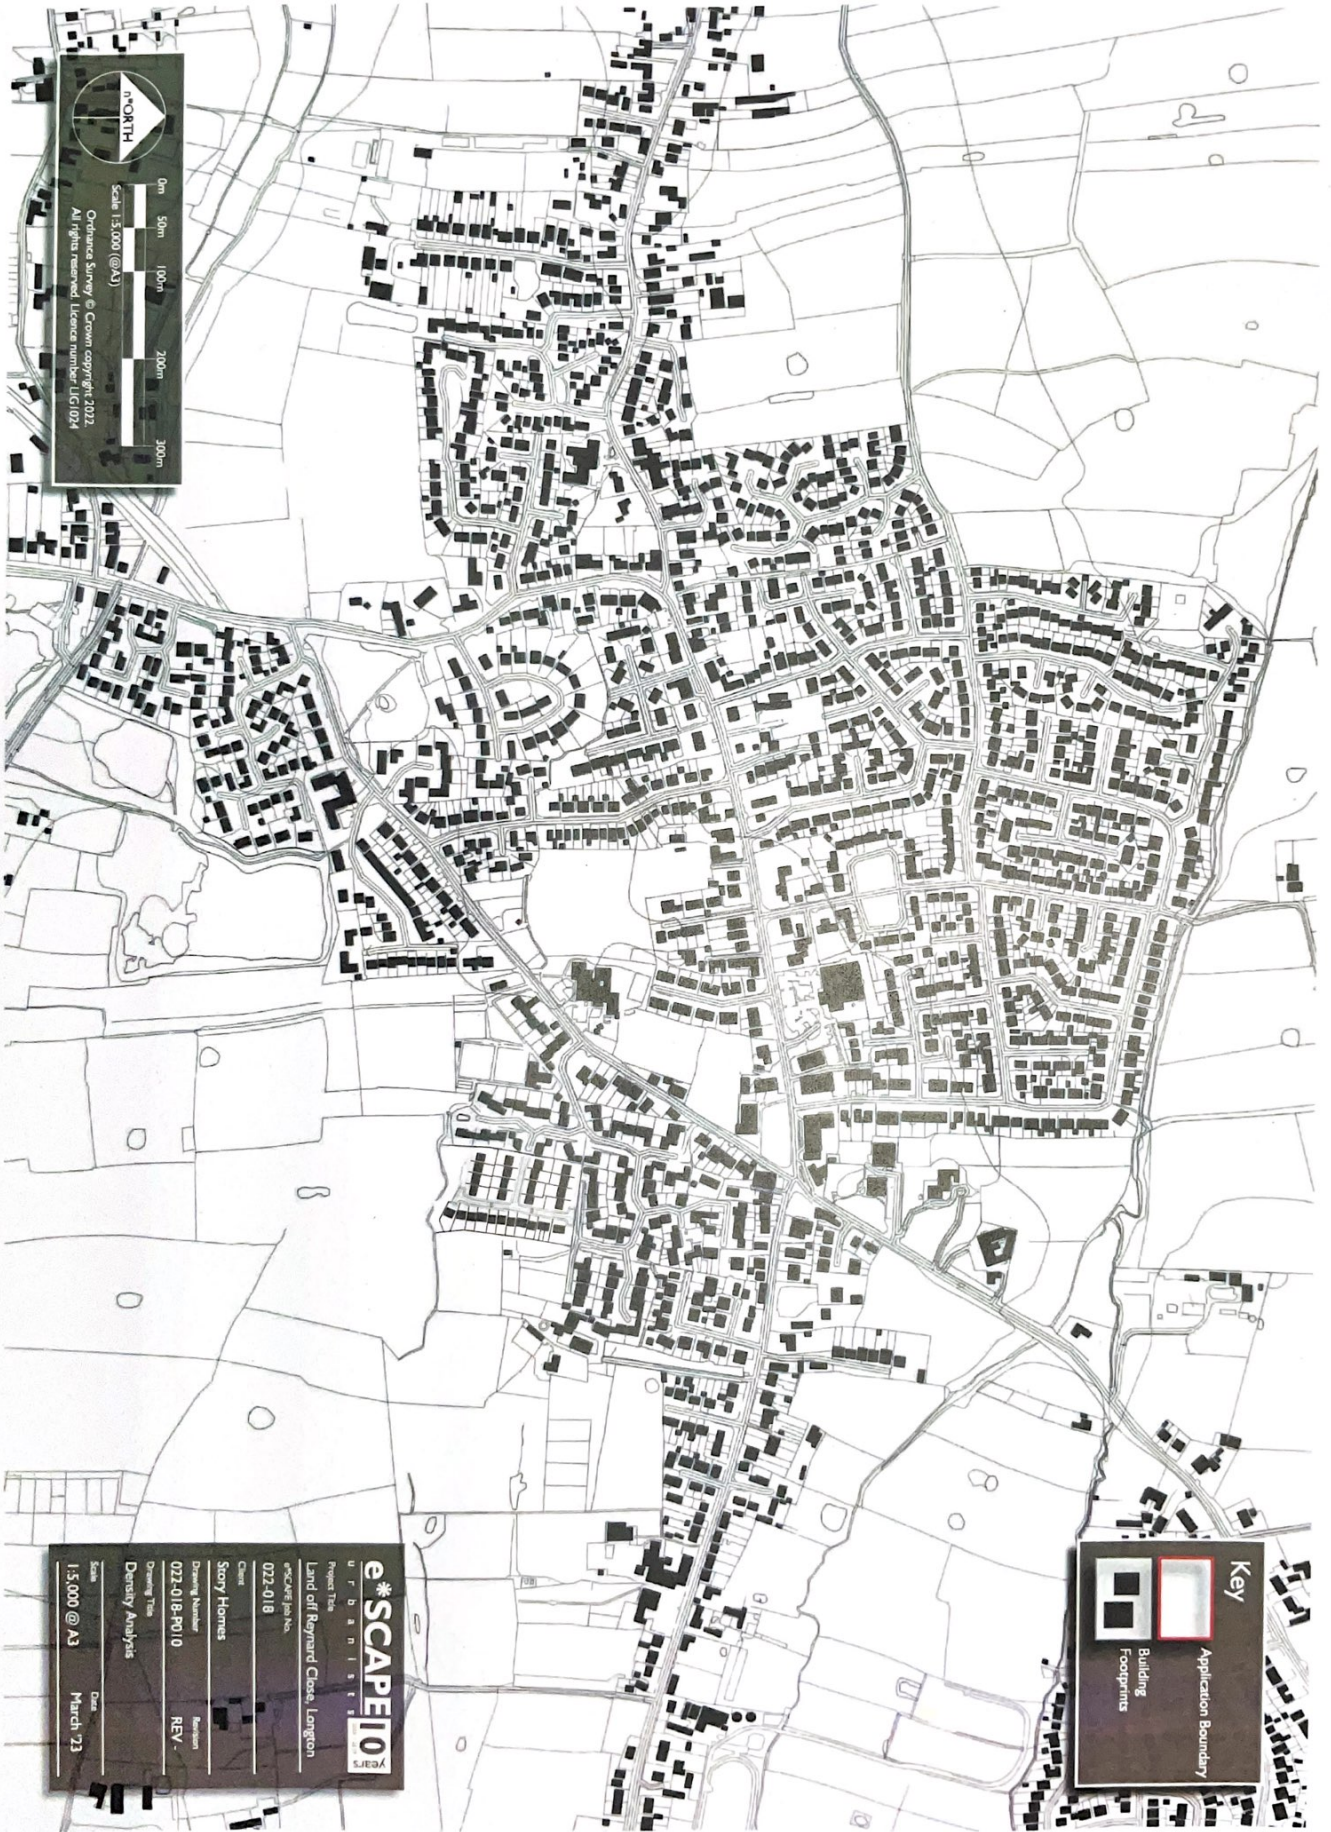 Key
Application Boundary
Building
Footprints
n*ORTH
0m 50m 100m 200m 300m
Scale 1:5,000 (@A3)
Ordnance Survey © Crown copyright 2022.
All rights reserved. Licence number LIG1024
e*SCAPE 10 years
urbanists
Project Title
Land off Reynard Close, Longton
e*SCAPE Job No.
022-018
Client
Story Homes
Drawing Number Revision
022-018-P010 REV -
Drawing Title
Density Analysis
Scale Date
1:5,000 @ A3 March '23